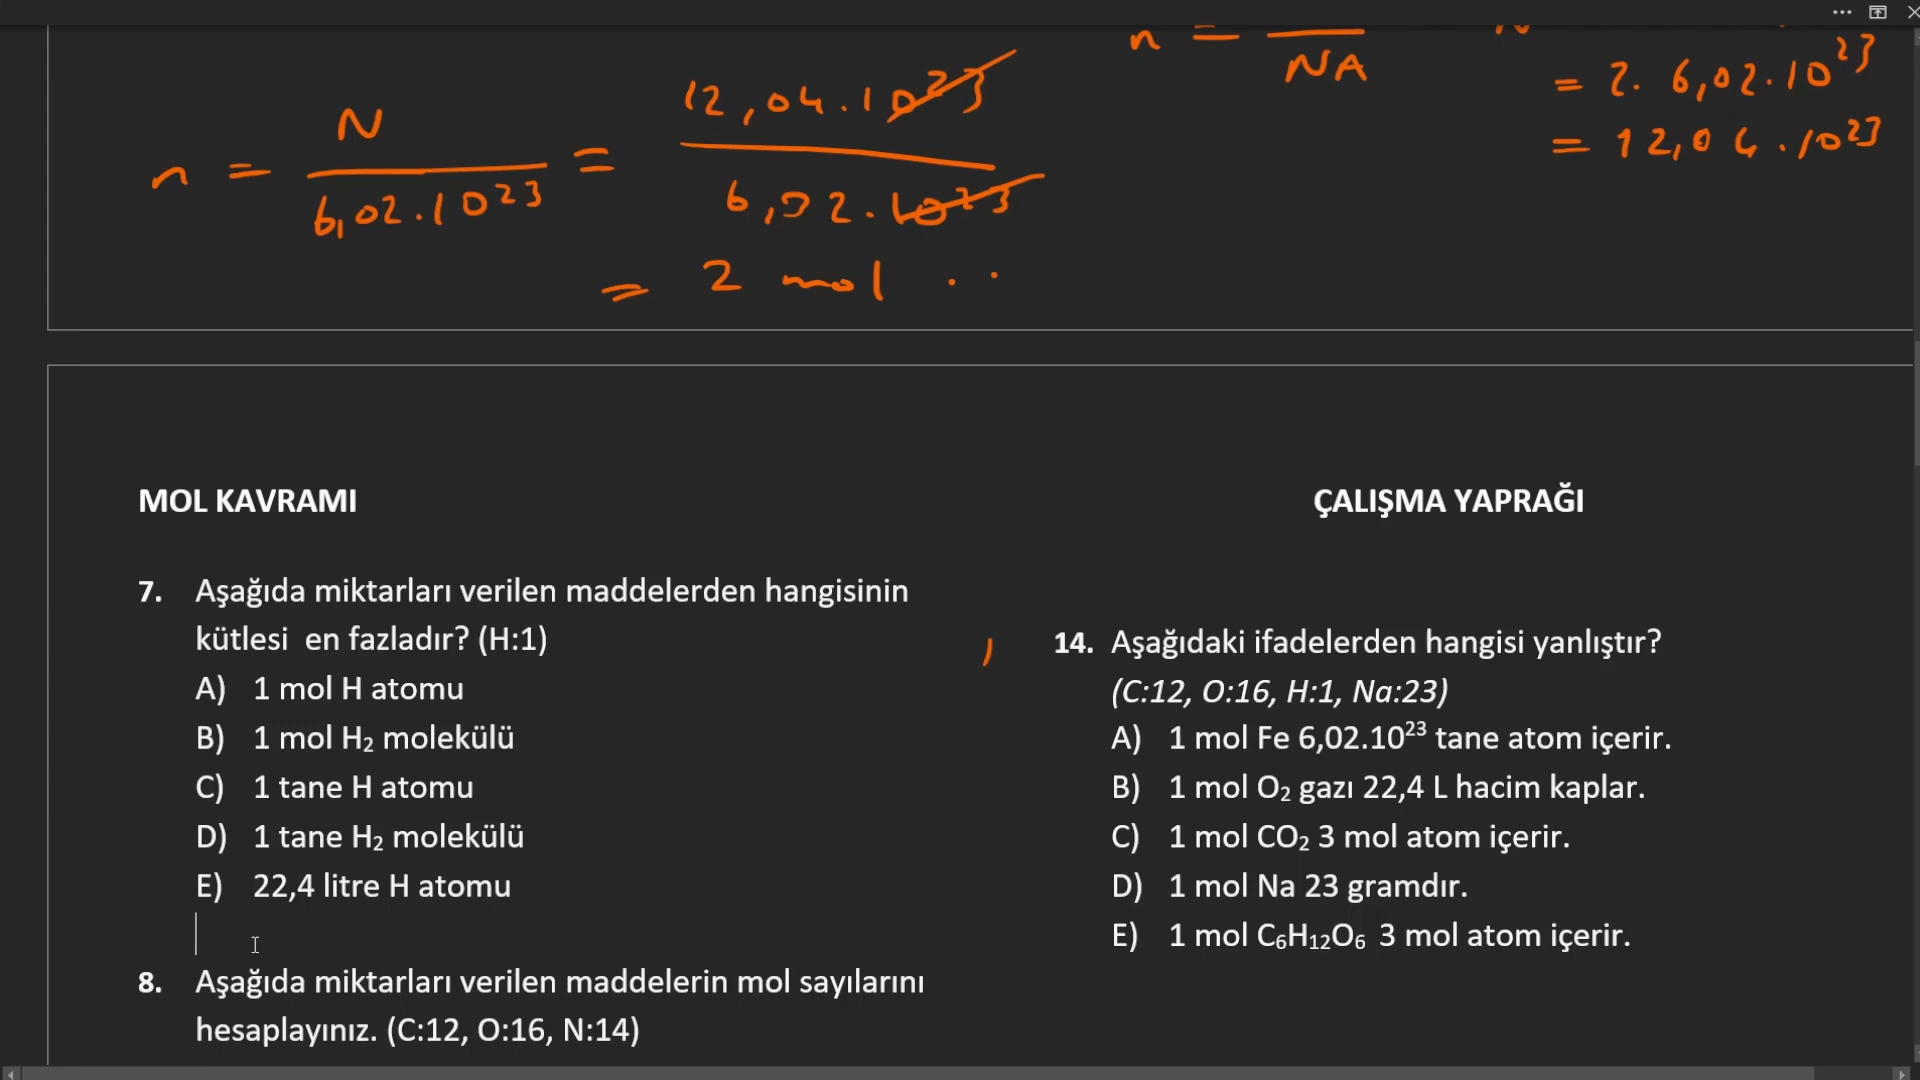 n = N / 6,02.10²³ = 12,04.10²³ / 6,02.10²³
= 2 mol . .
n = / NA
= 2. 6,02.10²³
= 12,04.10²³
MOL KAVRAMI
7. Aşağıda miktarları verilen maddelerden hangisinin
kütlesi en fazladır? (H:1)
A) 1 mol H atomu
B) 1 mol H₂ molekülü
C) 1 tane H atomu
D) 1 tane H₂ molekülü
E) 22,4 litre H atomu
8. Aşağıda miktarları verilen maddelerin mol sayılarını
hesaplayınız. (C:12, O:16, N:14)
ÇALIŞMA YAPRAĞI
14. Aşağıdaki ifadelerden hangisi yanlıştır?
(C:12, O:16, H:1, Na:23)
A) 1 mol Fe 6,02.10²³ tane atom içerir.
B) 1 mol O₂ gazı 22,4 L hacim kaplar.
C) 1 mol CO₂ 3 mol atom içerir.
D) 1 mol Na 23 gramdır.
E) 1 mol C₆H₁₂O₆ 3 mol atom içerir.